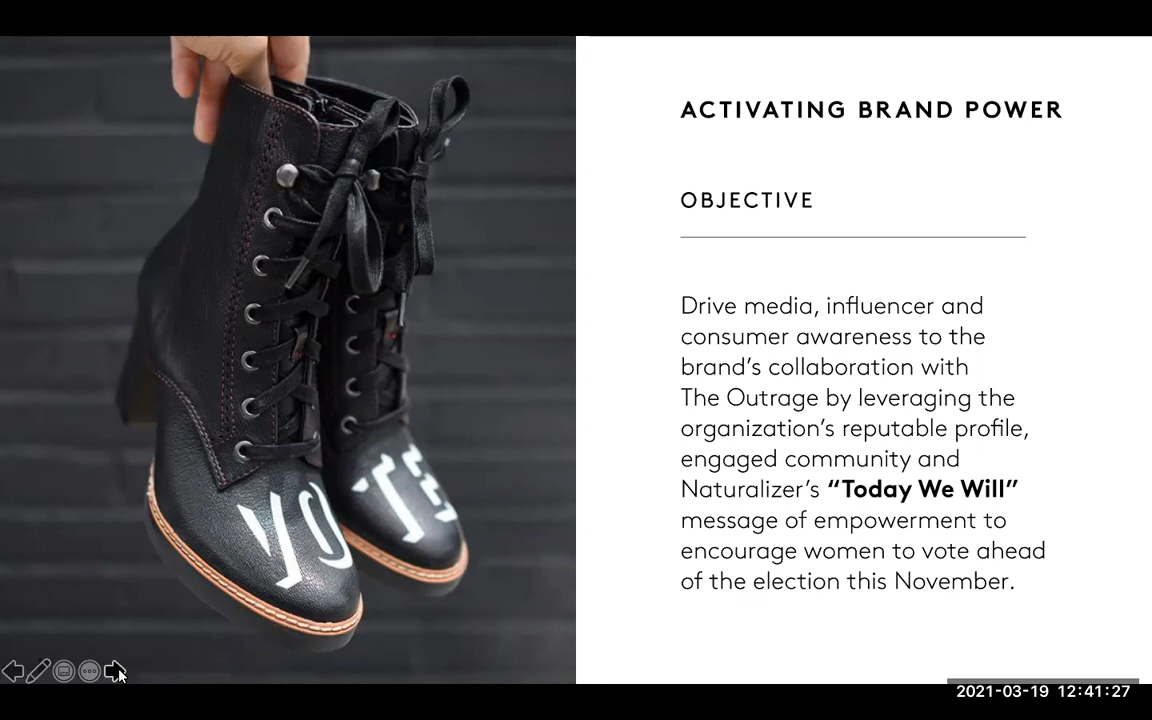 ACTIVATING BRAND POWER
OBJECTIVE
Drive media, influencer and
consumer awareness to the
brand’s collaboration with
The Outrage by leveraging the
organization’s reputable profile,
engaged community and
Naturalizer’s “Today We Will”
message of empowerment to
encourage women to vote ahead
of the election this November.
VOTE
2021-03-19 12:41:27